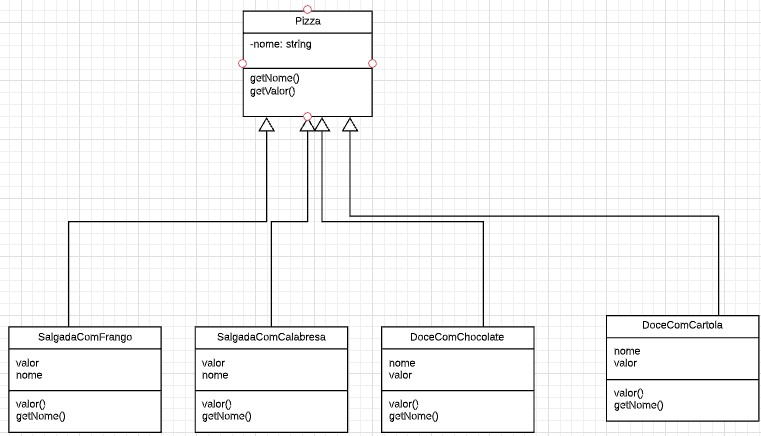 Pizza
-nome: string
getNome()
getValor()
SalgadaComFrango
valor
nome
valor()
getNome()
SalgadaComCalabresa
valor
nome
valor()
getNome()
DoceComChocolate
nome
valor
valor()
getNome()
DoceComCartola
nome
valor
valor()
getNome()